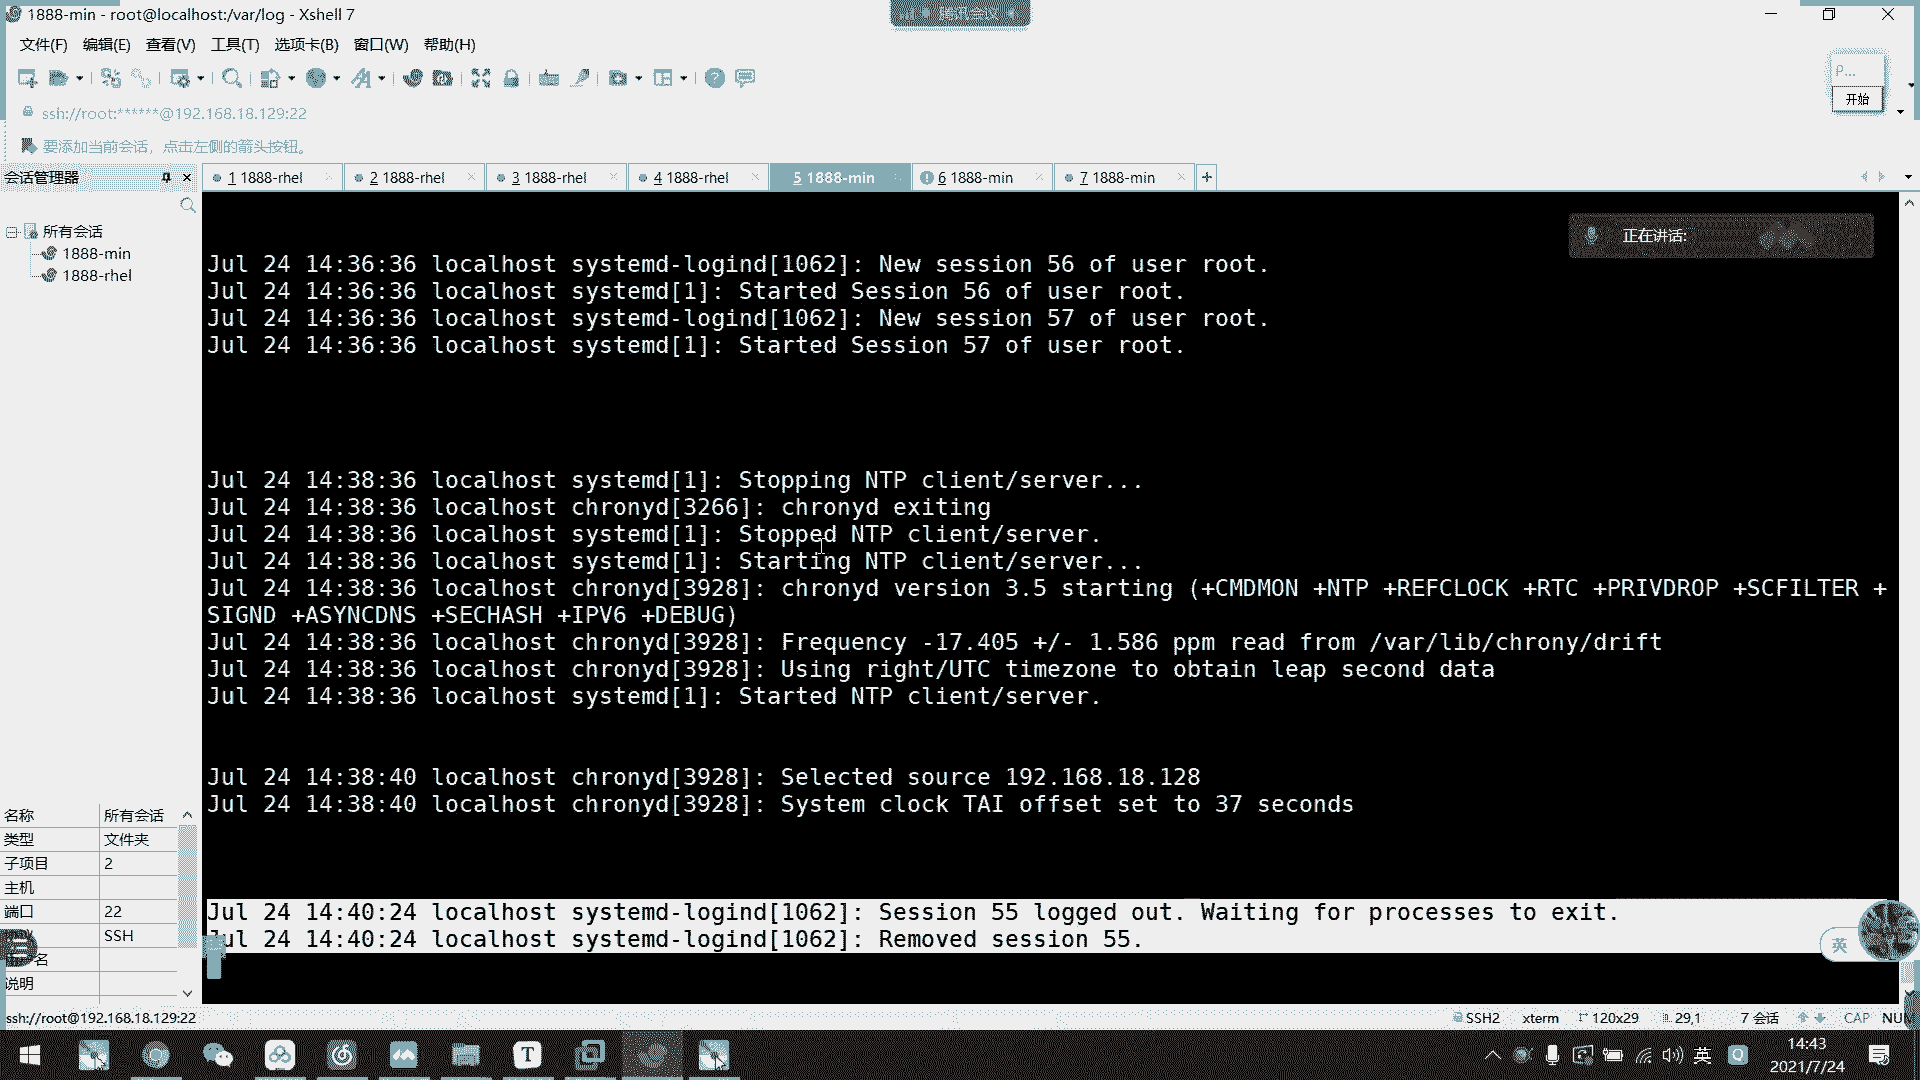 1888-min - root@localhost:/var/log - Xshell 7
腾讯会议
文件(F) 编辑(E) 查看(V) 工具(T) 选项卡(B) 窗口(W) 帮助(H)
P...
开始
ssh://root:******@192.168.18.129:22
要添加当前会话，点击左侧的箭头按钮。
会话管理器
1 1888-rhel
2 1888-rhel
3 1888-rhel
4 1888-rhel
5 1888-min
6 1888-min
7 1888-min
所有会话
1888-min
1888-rhel
正在讲话:
Jul 24 14:36:36 localhost systemd-logind[1062]: New session 56 of user root.
Jul 24 14:36:36 localhost systemd[1]: Started Session 56 of user root.
Jul 24 14:36:36 localhost systemd-logind[1062]: New session 57 of user root.
Jul 24 14:36:36 localhost systemd[1]: Started Session 57 of user root.
Jul 24 14:38:36 localhost systemd[1]: Stopping NTP client/server...
Jul 24 14:38:36 localhost chronyd[3266]: chronyd exiting
Jul 24 14:38:36 localhost systemd[1]: Stopped NTP client/server.
Jul 24 14:38:36 localhost systemd[1]: Starting NTP client/server...
Jul 24 14:38:36 localhost chronyd[3928]: chronyd version 3.5 starting (+CMDMON +NTP +REFCLOCK +RTC +PRIVDROP +SCFILTER +
SIGND +ASYNCDNS +SECHASH +IPV6 +DEBUG)
Jul 24 14:38:36 localhost chronyd[3928]: Frequency -17.405 +/- 1.586 ppm read from /var/lib/chrony/drift
Jul 24 14:38:36 localhost chronyd[3928]: Using right/UTC timezone to obtain leap second data
Jul 24 14:38:36 localhost systemd[1]: Started NTP client/server.
Jul 24 14:38:40 localhost chronyd[3928]: Selected source 192.168.18.128
Jul 24 14:38:40 localhost chronyd[3928]: System clock TAI offset set to 37 seconds
Jul 24 14:40:24 localhost systemd-logind[1062]: Session 55 logged out. Waiting for processes to exit.
Jul 24 14:40:24 localhost systemd-logind[1062]: Removed session 55.
名称 所有会话
类型 文件夹
子项目 2
主机
端口 22
SSH
名
说明
英
ssh://root@192.168.18.129:22
SSH2 xterm 120x29 29,1 7 会话 CAP NUM
英
14:43
2021/7/24